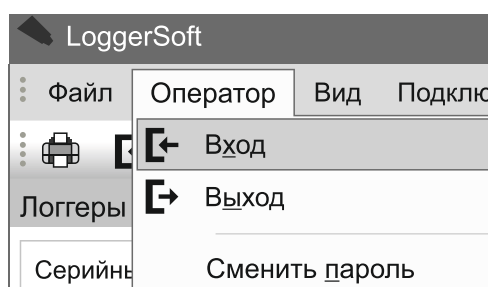 LoggerSoft
Файл Оператор Вид
Вход
Выход
Логгеры
Сменить пароль